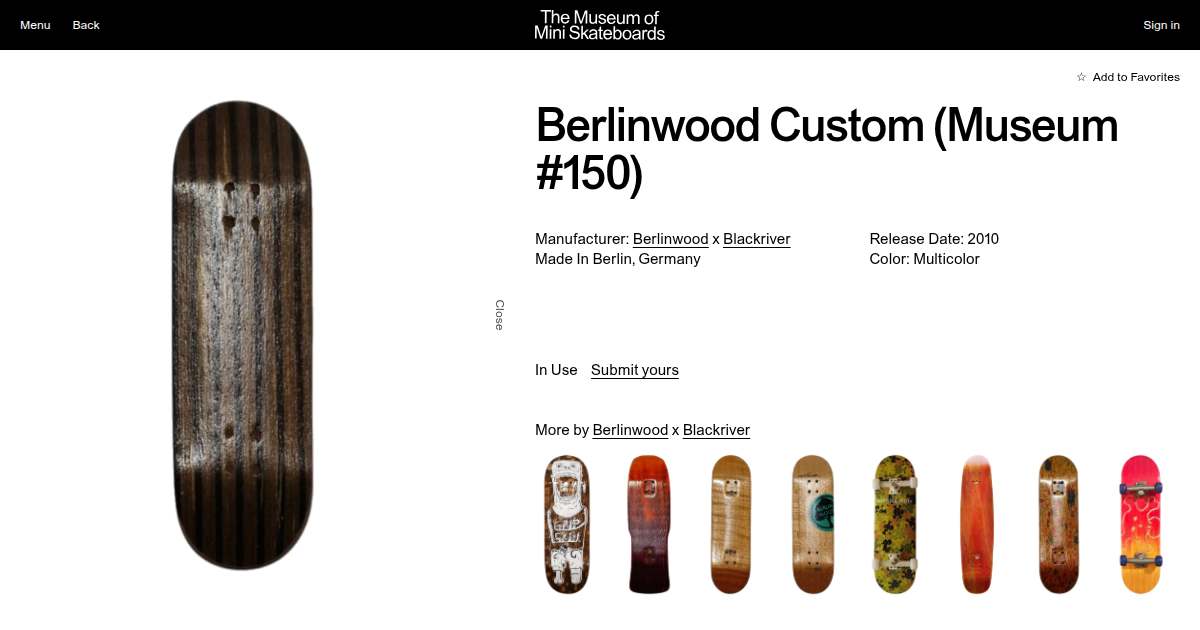 Menu
Back
The Museum of
Mini Skateboards
Sign in
☆ Add to Favorites
Berlinwood Custom (Museum
#150)
Manufacturer: Berlinwood x Blackriver
Made In Berlin, Germany
Release Date: 2010
Color: Multicolor
Close
In Use
Submit yours
More by Berlinwood x Blackriver